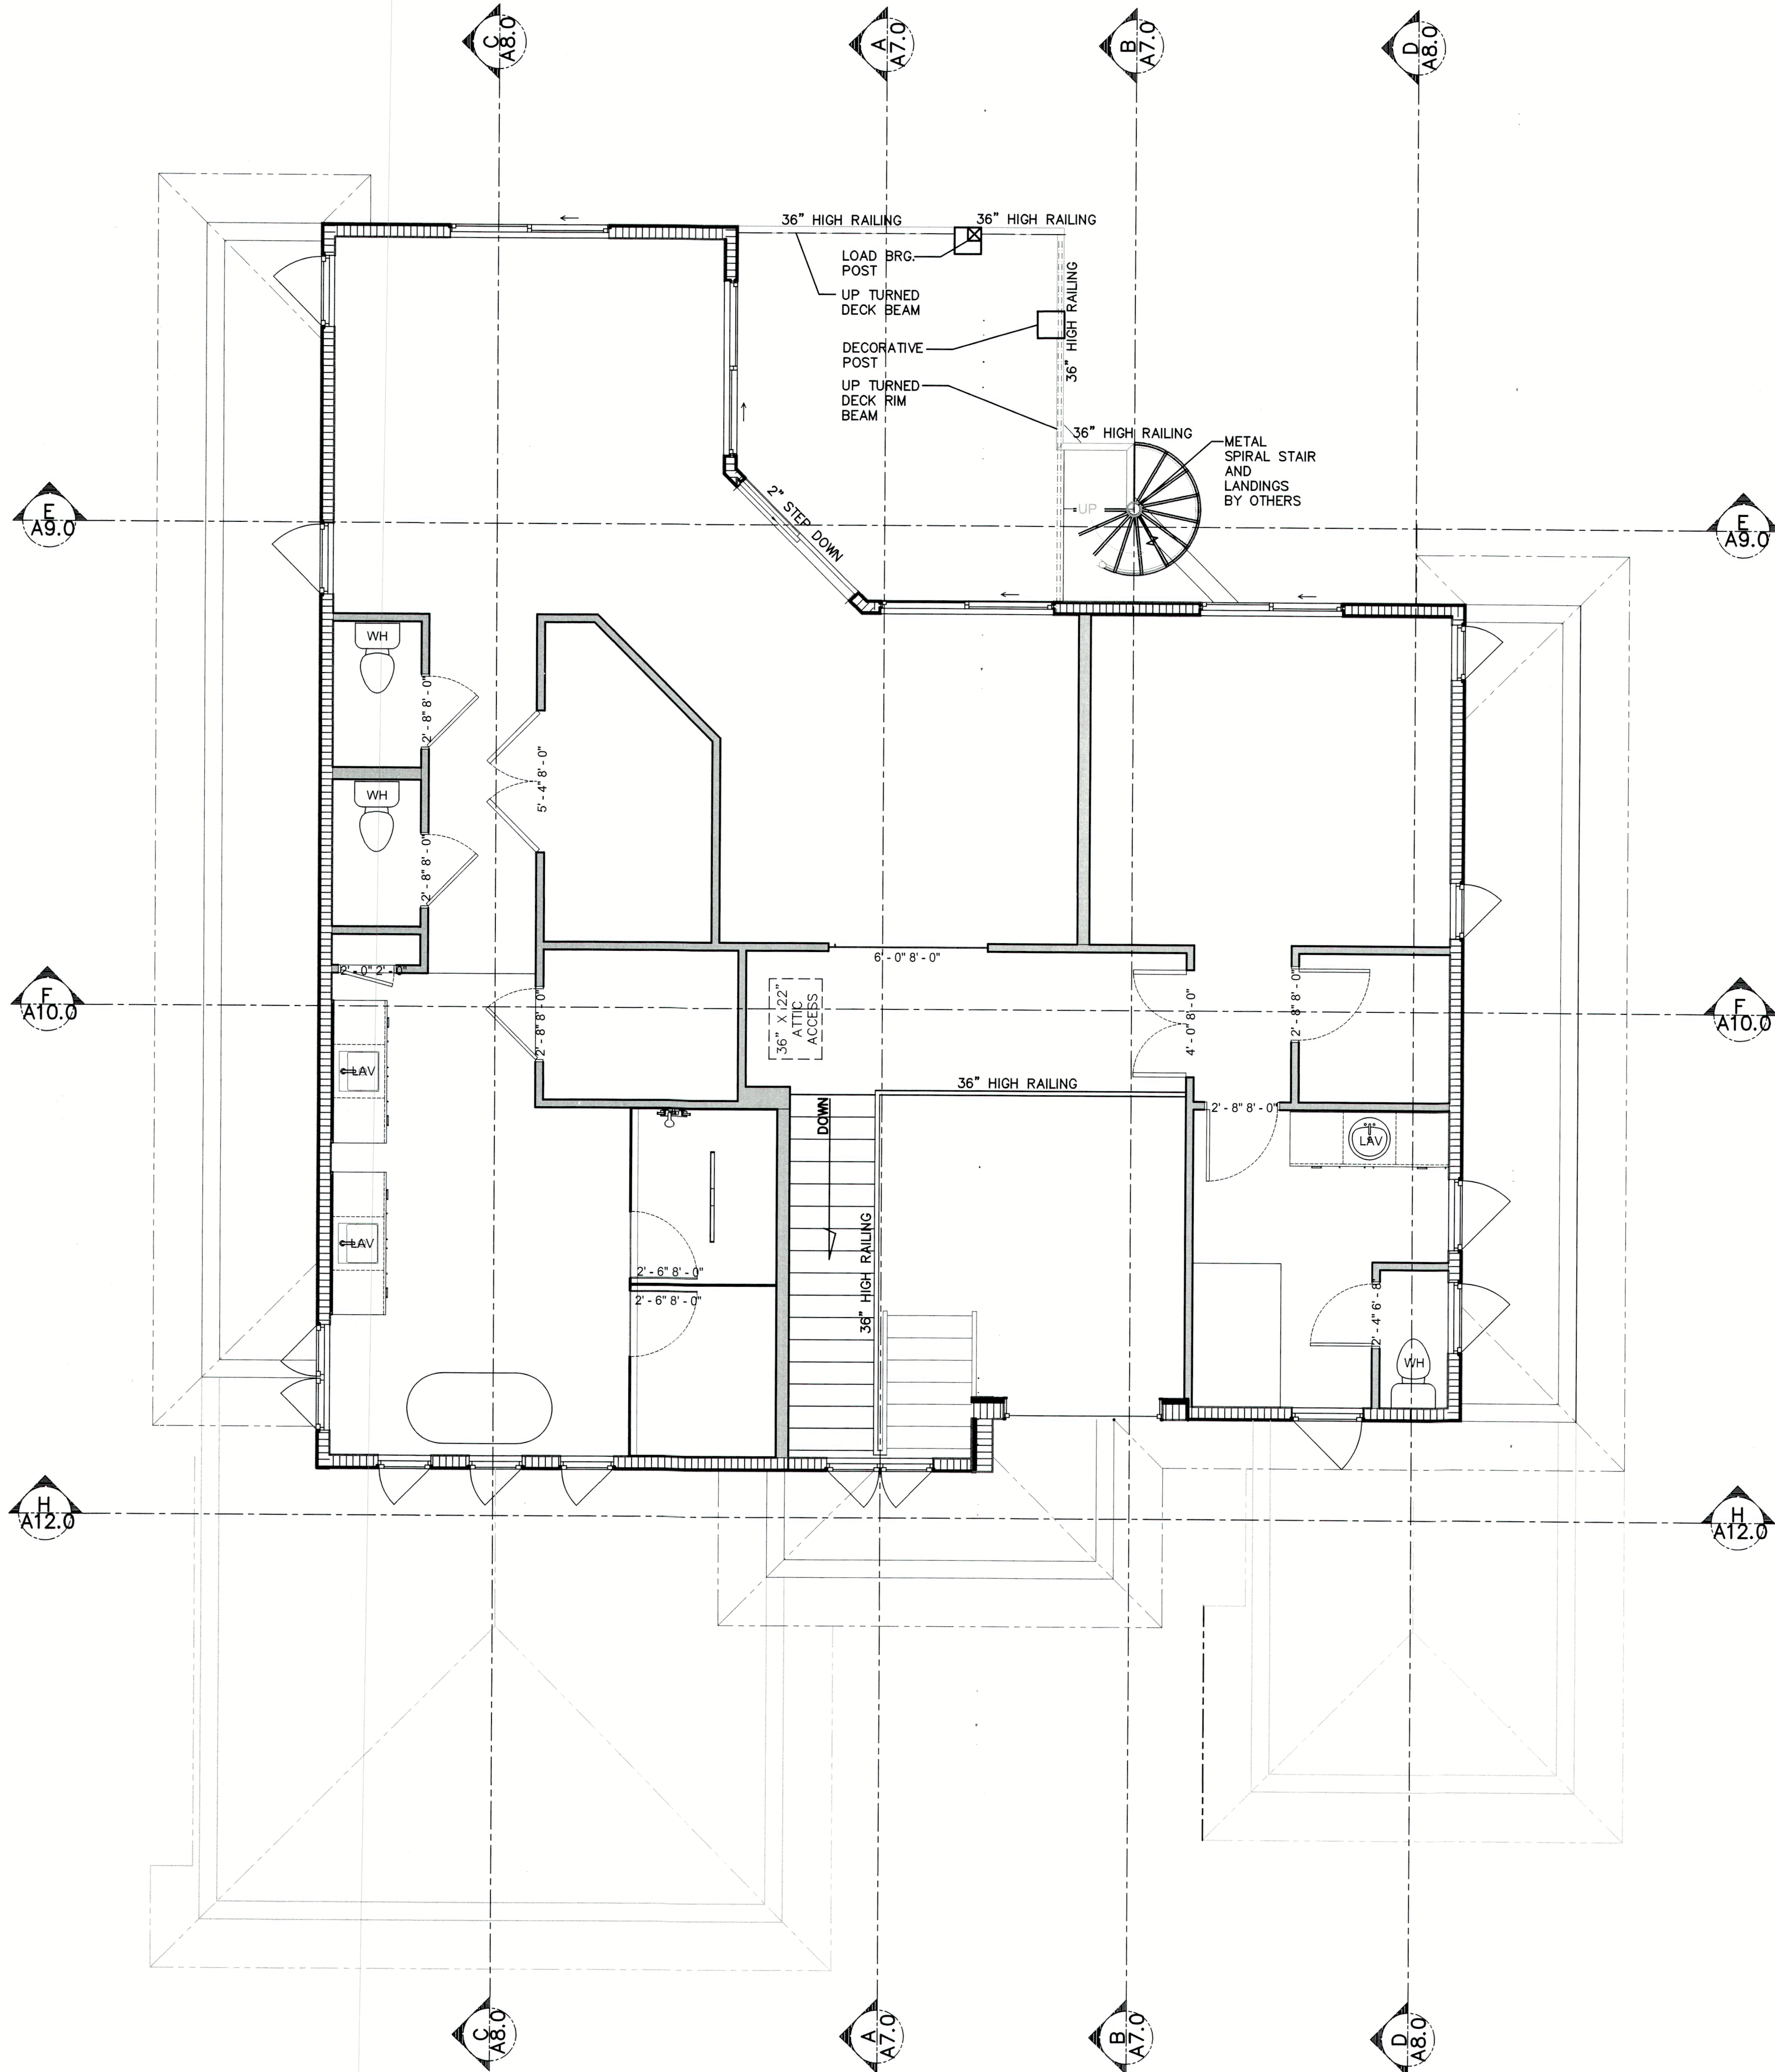 C
A8.0
A
A7.0
B
A7.0
D
A8.0
36" HIGH RAILING
36" HIGH RAILING
LOAD BRG.
POST
UP TURNED
DECK BEAM
36" HIGH RAILING
DECORATIVE
POST
UP TURNED
DECK RIM
BEAM
36" HIGH RAILING
METAL
SPIRAL STAIR
AND
LANDINGS
BY OTHERS
2" STEP DOWN
UP
E
A9.0
E
A9.0
WH
2' - 8" 8' - 0"
WH
2' - 8" 8' - 0"
5' - 4" 8' - 0"
6' - 0" 8' - 0"
2' - 0" 2' - 0"
F
A10.0
F
A10.0
2' - 8" 8' - 0"
36" X 22"
ATTIC
ACCESS
4' - 0" 8' - 0"
2' - 8" 8' - 0"
LAV
36" HIGH RAILING
DOWN
2' - 8" 8' - 0"
LAV
LAV
36" HIGH RAILING
2' - 6" 8' - 0"
2' - 6" 8' - 0"
2' - 4" 6' - 8"
WH
H
A12.0
H
A12.0
C
A8.0
A
A7.0
B
A7.0
D
A8.0